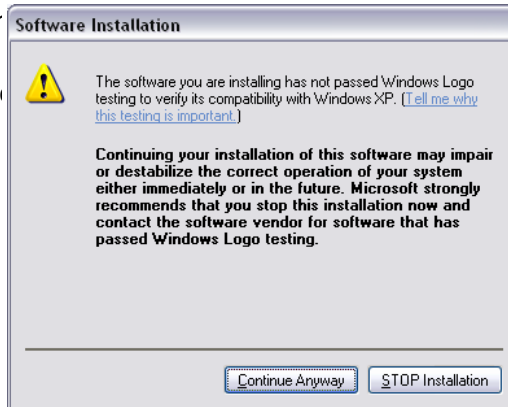 Software Installation
The software you are installing has not passed Windows Logo
testing to verify its compatibility with Windows XP. (Tell me why
this testing is important.)
Continuing your installation of this software may impair
or destabilize the correct operation of your system
either immediately or in the future. Microsoft strongly
recommends that you stop this installation now and
contact the software vendor for software that has
passed Windows Logo testing.
Continue Anyway
STOP Installation